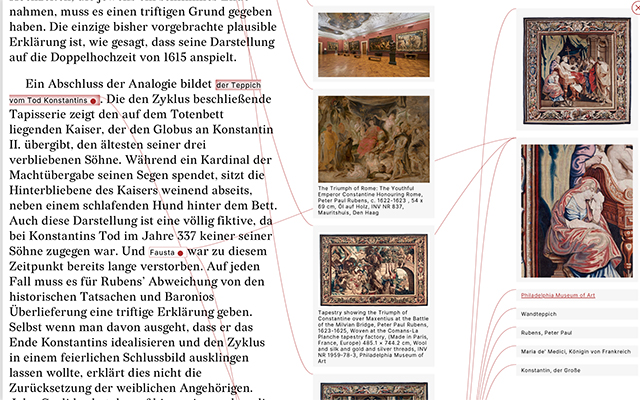 nahmen, muss es einen triftigen Grund gegeben
haben. Die einzige bisher vorgebrachte plausible
Erklärung ist, wie gesagt, dass seine Darstellung
auf die Doppelhochzeit von 1615 anspielt.
Ein Abschluss der Analogie bildet der Teppich
vom Tod Konstantins. Die den Zyklus beschließende
Tapisserie zeigt den auf dem Totenbett
liegenden Kaiser, der den Globus an Konstantin
II. übergibt, den ältesten seiner drei
verbliebenen Söhne. Während ein Kardinal der
Machtübergabe seinen Segen spendet, sitzt die
Hinterbliebene des Kaisers weinend abseits,
neben einem schlafenden Hund hinter dem Bett.
Auch diese Darstellung ist eine völlig fiktive, da
bei Konstantins Tod im Jahre 337 keiner seiner
Söhne zugegen war. Und Fausta war zu diesem
Zeitpunkt bereits lange verstorben. Auf jeden
Fall muss es für Rubens’ Abweichung von den
historischen Tatsachen und Baronios
Überlieferung eine triftige Erklärung geben.
Selbst wenn man davon ausgeht, dass er das
Ende Konstantins idealisieren und den Zyklus
in einem feierlichen Schlussbild ausklingen
lassen wollte, erklärt dies nicht die
Zurücksetzung der weiblichen Angehörigen.
The Triumph of Rome: The Youthful
Emperor Constantine Honouring Rome,
Peter Paul Rubens, c. 1622-1623 , 54 x
69 cm, Öl auf Holz, INV NR 837,
Mauritshuis, Den Haag
Tapestry showing the Triumph of
Constantine over Maxentius at the Battle
of the Milvian Bridge, Peter Paul Rubens,
1623-1625, Woven at the Comans-La
Planche tapestry factory, (Made in Paris,
France, Europe) 485.1 x 744.2 cm, Wool
and silk and gold and silver threads, INV
NR 1959-78-3, Philadelphia Museum of
Art
Philadelphia Museum of Art
Wandteppich
Rubens, Peter Paul
Maria de' Medici, Königin von Frankreich
Konstantin, der Große